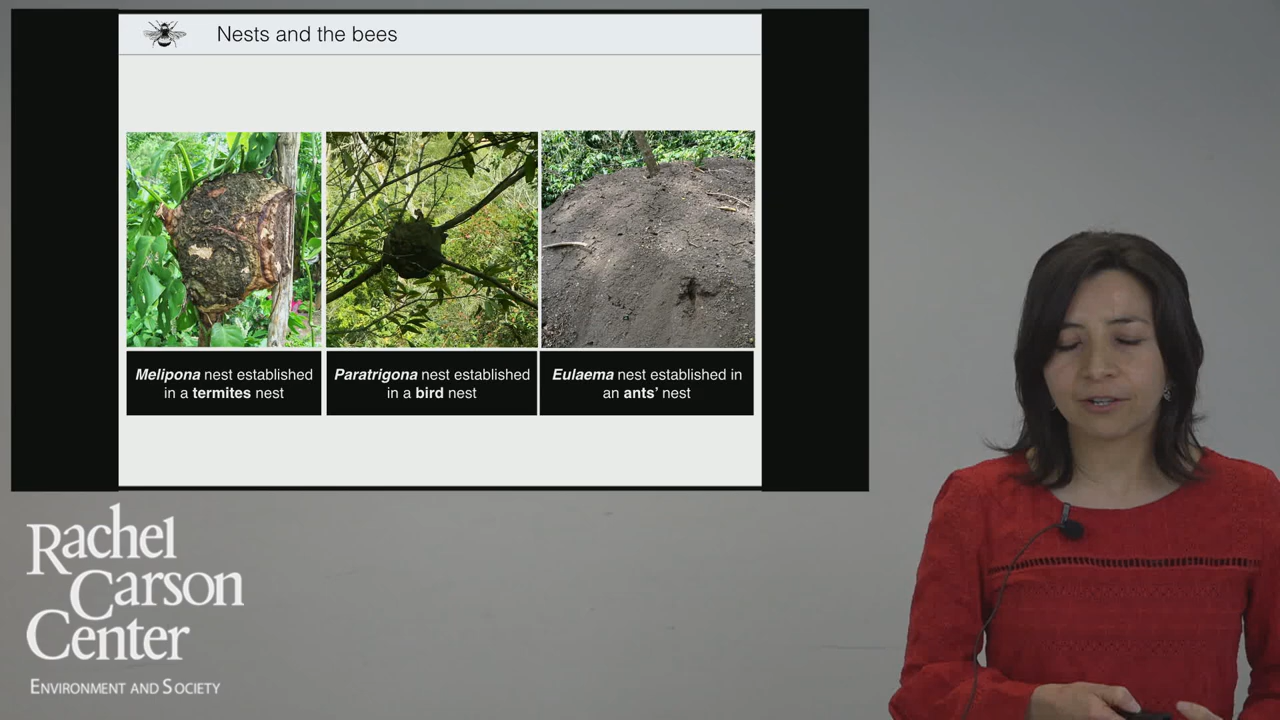 Nests and the bees
Melipona nest established
in a termites nest
Paratrigona nest established
in a bird nest
Eulaema nest established in
an ants' nest
Rachel
Carson
Center
Environment and Society